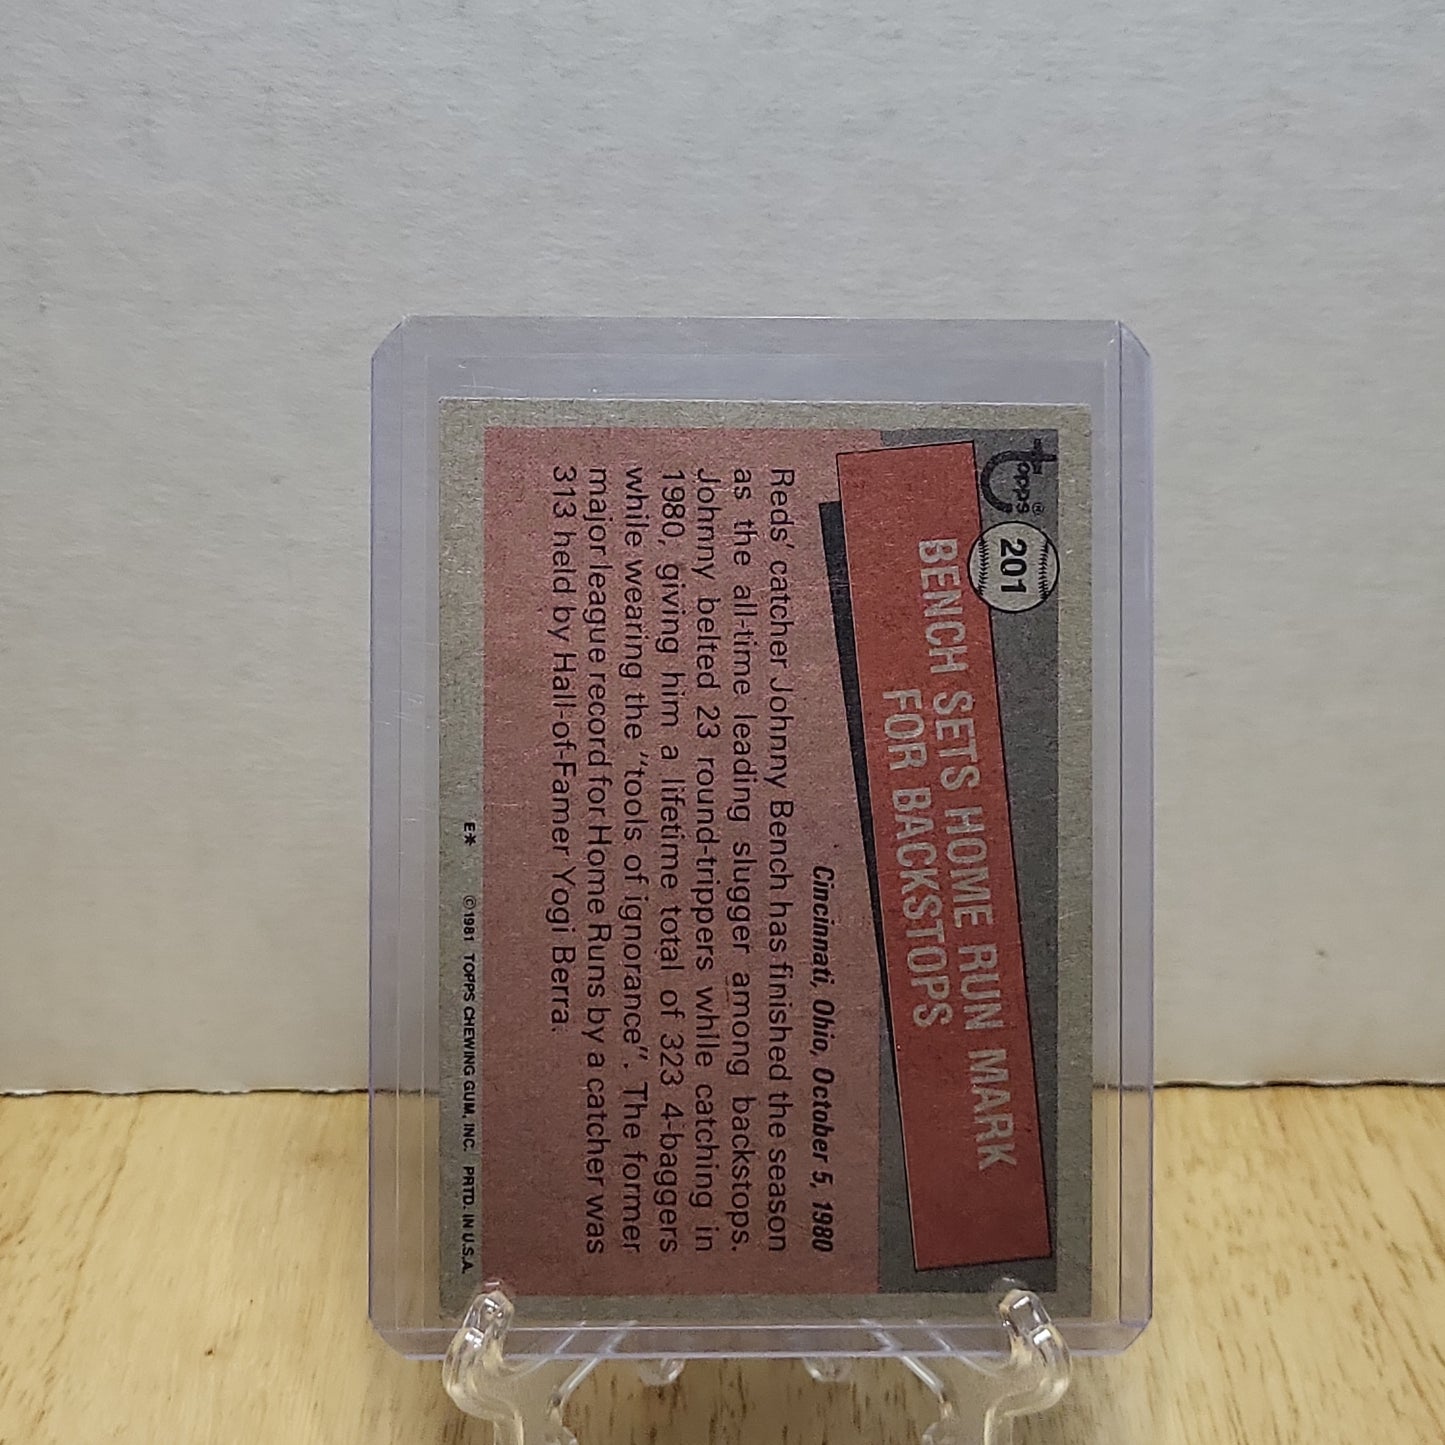 topps®
201
BENCH SETS HOME RUN MARK
FOR BACKSTOPS
Cincinnati, Ohio, October 5, 1980
Reds' catcher Johnny Bench has finished the season
as the all-time leading slugger among backstops.
Johnny belted 23 round-trippers while catching in
1980, giving him a lifetime total of 323 4-baggers
while wearing the "tools of ignorance". The former
major league record for Home Runs by a catcher was
313 held by Hall-of-Famer Yogi Berra.
E* ©1981 TOPPS CHEWING GUM, INC. PRTD. IN U.S.A.